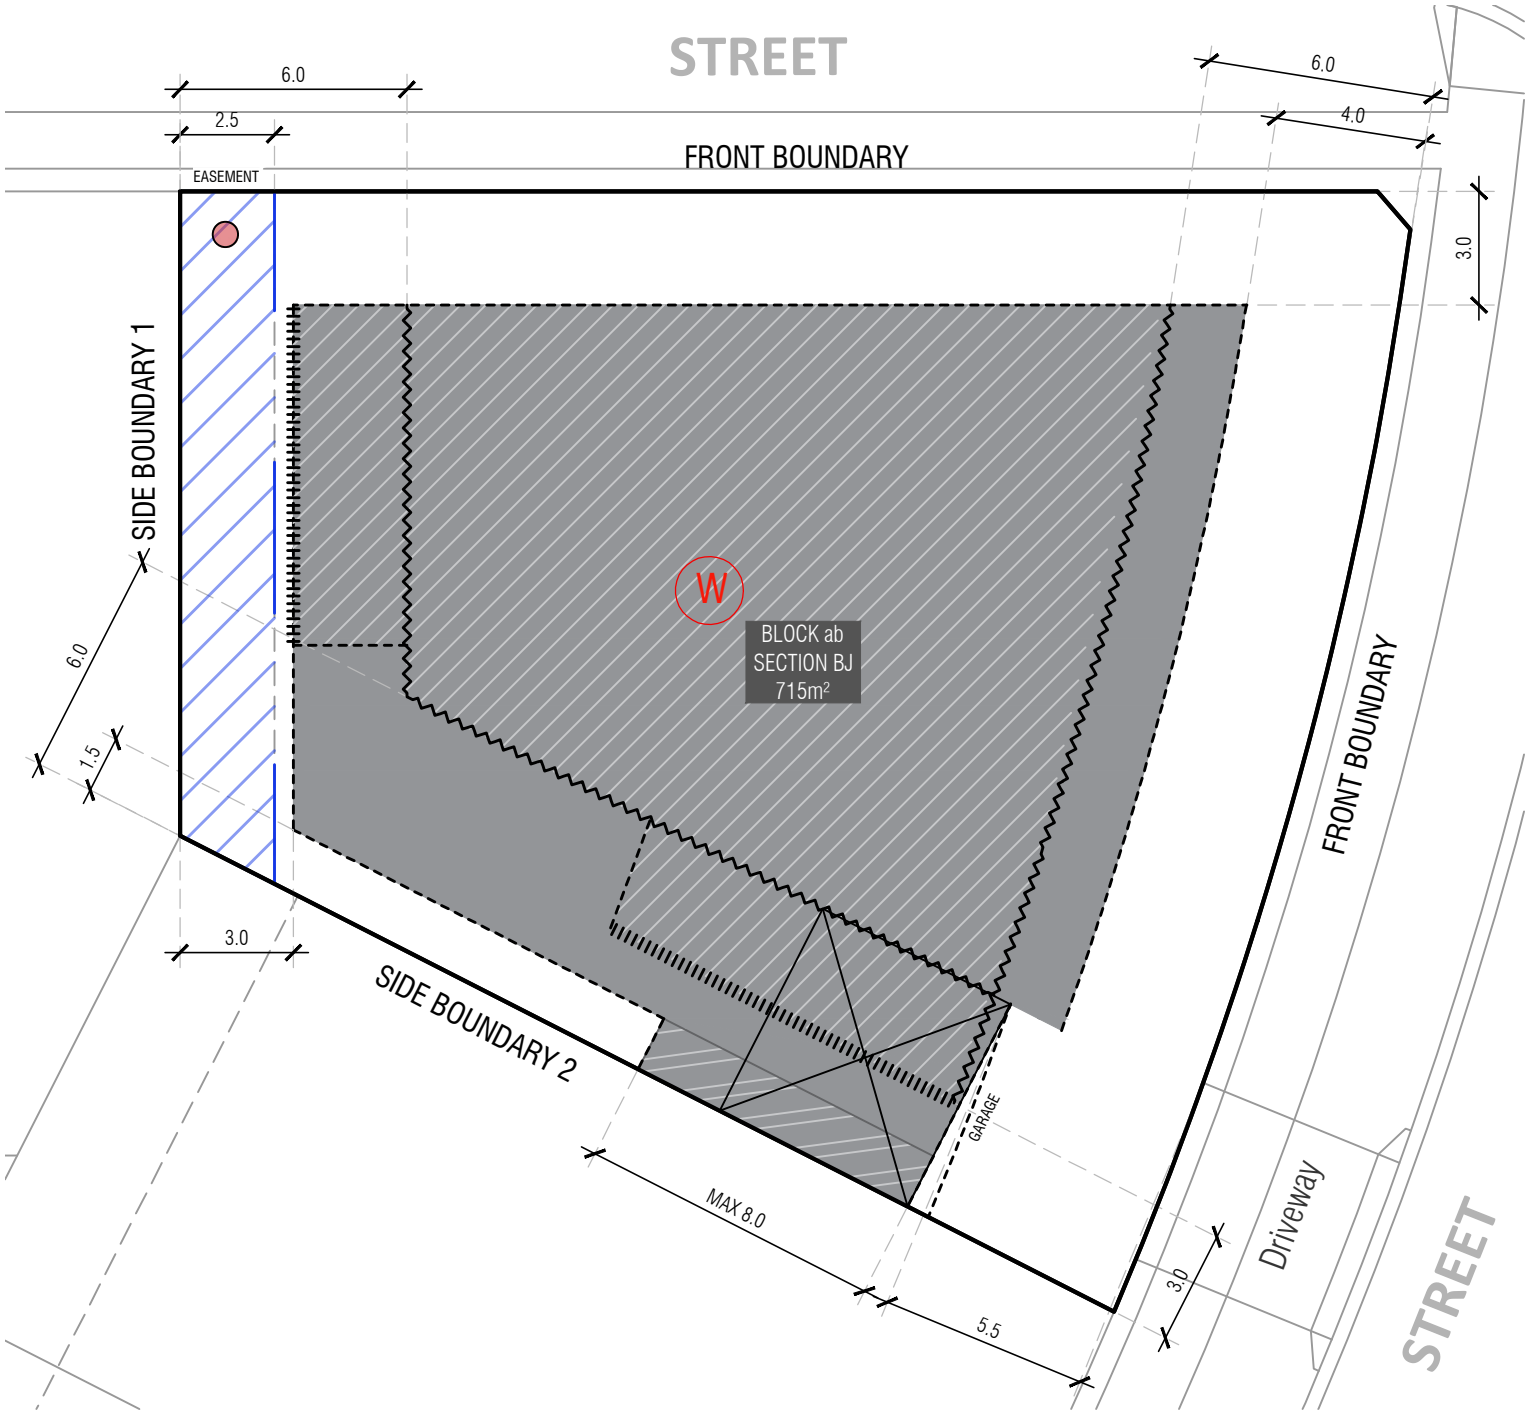 STREET
6.0
6.0
4.0
2.5
FRONT BOUNDARY
EASEMENT
3.0
SIDE BOUNDARY 1
W
BLOCK ab
SECTION BJ
715m²
6.0
1.5
FRONT BOUNDARY
3.0
SIDE BOUNDARY 2
GARAGE
MAX 8.0
Driveway
3.0
5.5
STREET